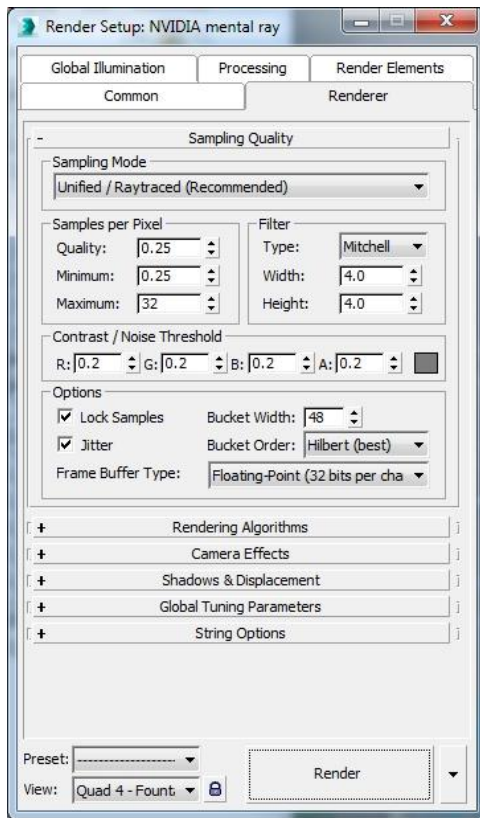 Render Setup: NVIDIA mental ray
Global Illumination Processing Render Elements
Common Renderer
- Sampling Quality
Sampling Mode
Unified / Raytraced (Recommended)
Samples per Pixel
Quality: 0.25
Minimum: 0.25
Maximum: 32
Filter
Type: Mitchell
Width: 4.0
Height: 4.0
Contrast / Noise Threshold
R: 0.2 G: 0.2 B: 0.2 A: 0.2
Options
Lock Samples Bucket Width: 48
Jitter Bucket Order: Hilbert (best)
Frame Buffer Type: Floating-Point (32 bits per cha
+ Rendering Algorithms
+ Camera Effects
+ Shadows & Displacement
+ Global Tuning Parameters
+ String Options
Preset: --------------------
View: Quad 4 - Fount
Render